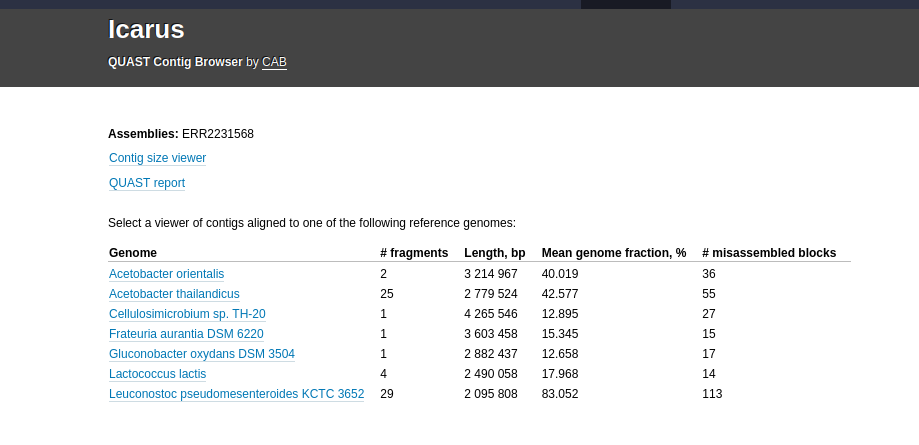 Icarus
QUAST Contig Browser by CAB
Assemblies: ERR2231568
Contig size viewer
QUAST report
Select a viewer of contigs aligned to one of the following reference genomes:
Genome # fragments Length, bp Mean genome fraction, % # misassembled blocks
Acetobacter orientalis 2 3 214 967 40.019 36
Acetobacter thailandicus 25 2 779 524 42.577 55
Cellulosimicrobium sp. TH-20 1 4 265 546 12.895 27
Frateuria aurantia DSM 6220 1 3 603 458 15.345 15
Gluconobacter oxydans DSM 3504 1 2 882 437 12.658 17
Lactococcus lactis 4 2 490 058 17.968 14
Leuconostoc pseudomesenteroides KCTC 3652 29 2 095 808 83.052 113